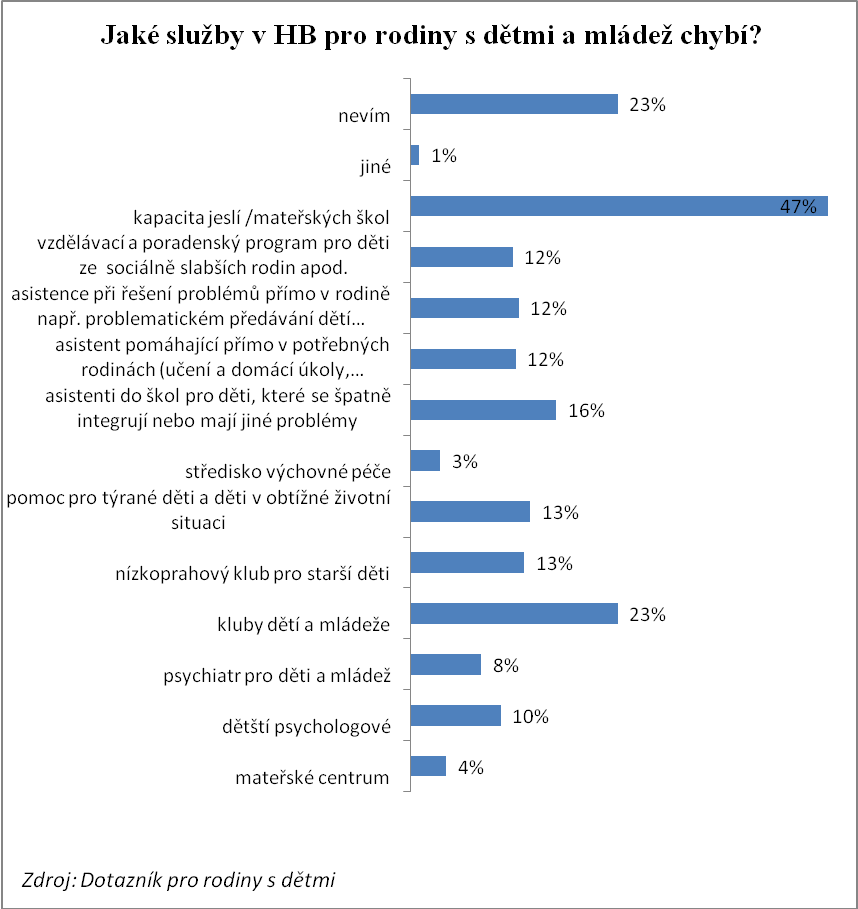 Jaké služby v HB pro rodiny s dětmi a mládež chybí?
nevím
23%
jiné
1%
kapacita jeslí /mateřských škol
47%
vzdělávací a poradenský program pro děti
ze  sociálně slabších rodin apod.
12%
asistence při řešení problémů přímo v rodině
např. problematickém předávání dětí...
12%
asistent pomáhající přímo v potřebných
rodinách (učení a domácí úkoly,...
12%
asistenti do škol pro děti, které se špatně
integrují nebo mají jiné problémy
16%
středisko výchovné péče
3%
pomoc pro týrané děti a děti v obtížné životní
situaci
13%
nízkoprahový klub pro starší děti
13%
kluby dětí a mládeže
23%
psychiatr pro děti a mládež
8%
dětští psychologové
10%
mateřské centrum
4%
Zdroj: Dotazník pro rodiny s dětmi